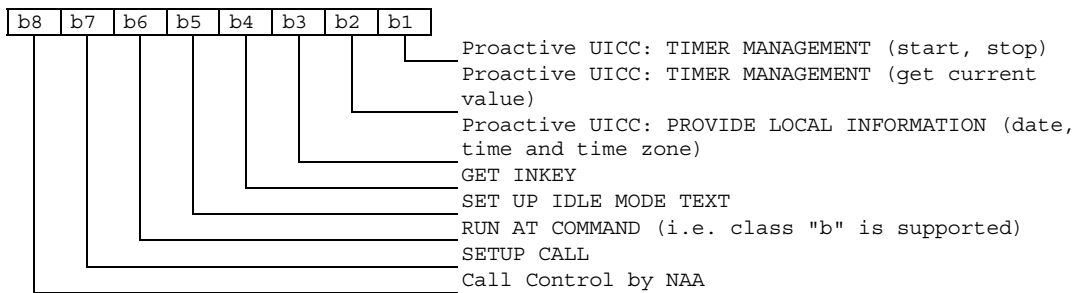 b8 b7 b6 b5 b4 b3 b2 b1
Proactive UICC: TIMER MANAGEMENT (start, stop)
Proactive UICC: TIMER MANAGEMENT (get current
value)
Proactive UICC: PROVIDE LOCAL INFORMATION (date,
time and time zone)
GET INKEY
SET UP IDLE MODE TEXT
RUN AT COMMAND (i.e. class "b" is supported)
SETUP CALL
Call Control by NAA